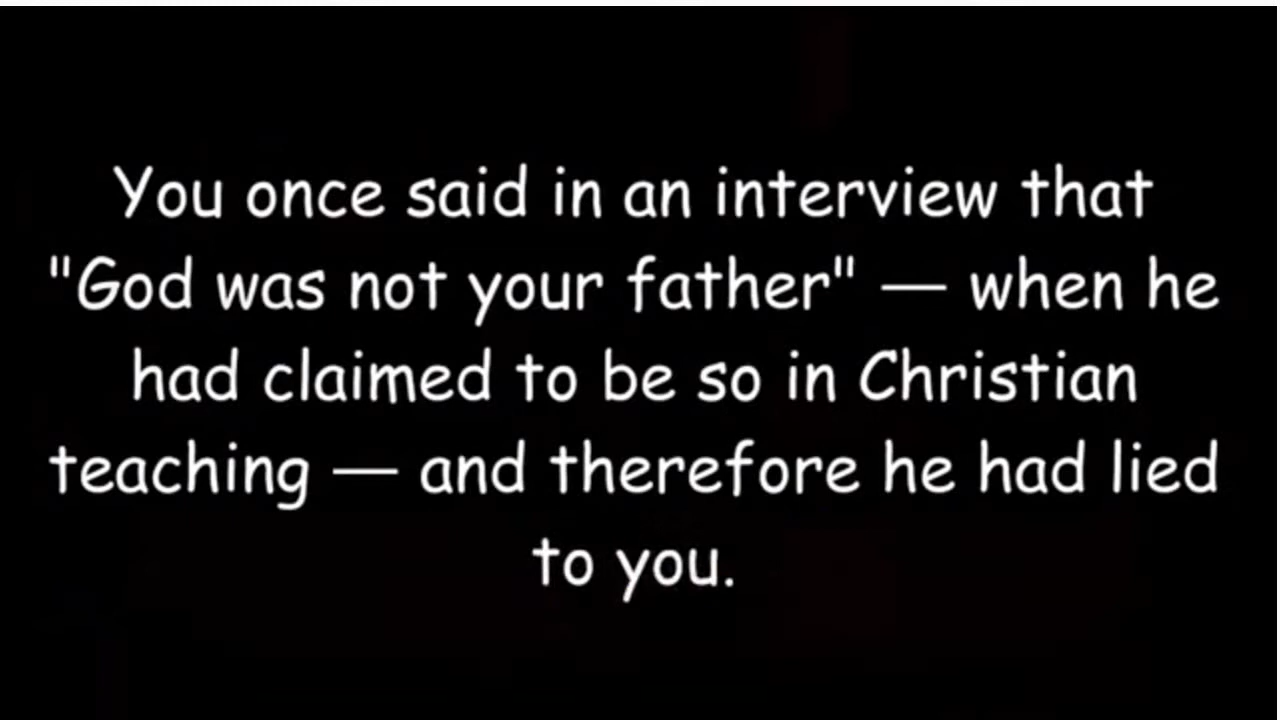 You once said in an interview that
"God was not your father" — when he
had claimed to be so in Christian
teaching — and therefore he had lied
to you.